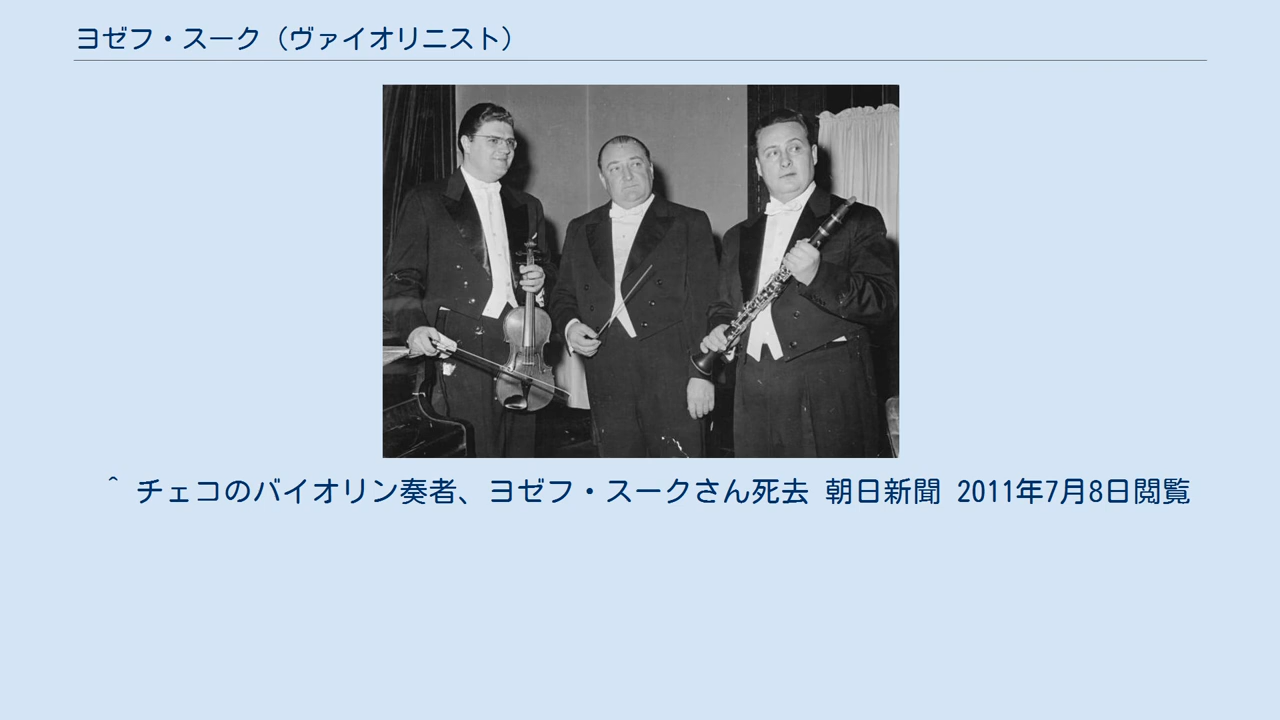 ヨゼフ・スーク（ヴァイオリニスト）
^ チェコのバイオリン奏者、ヨゼフ・スークさん死去 朝日新聞 2011年7月8日閲覧